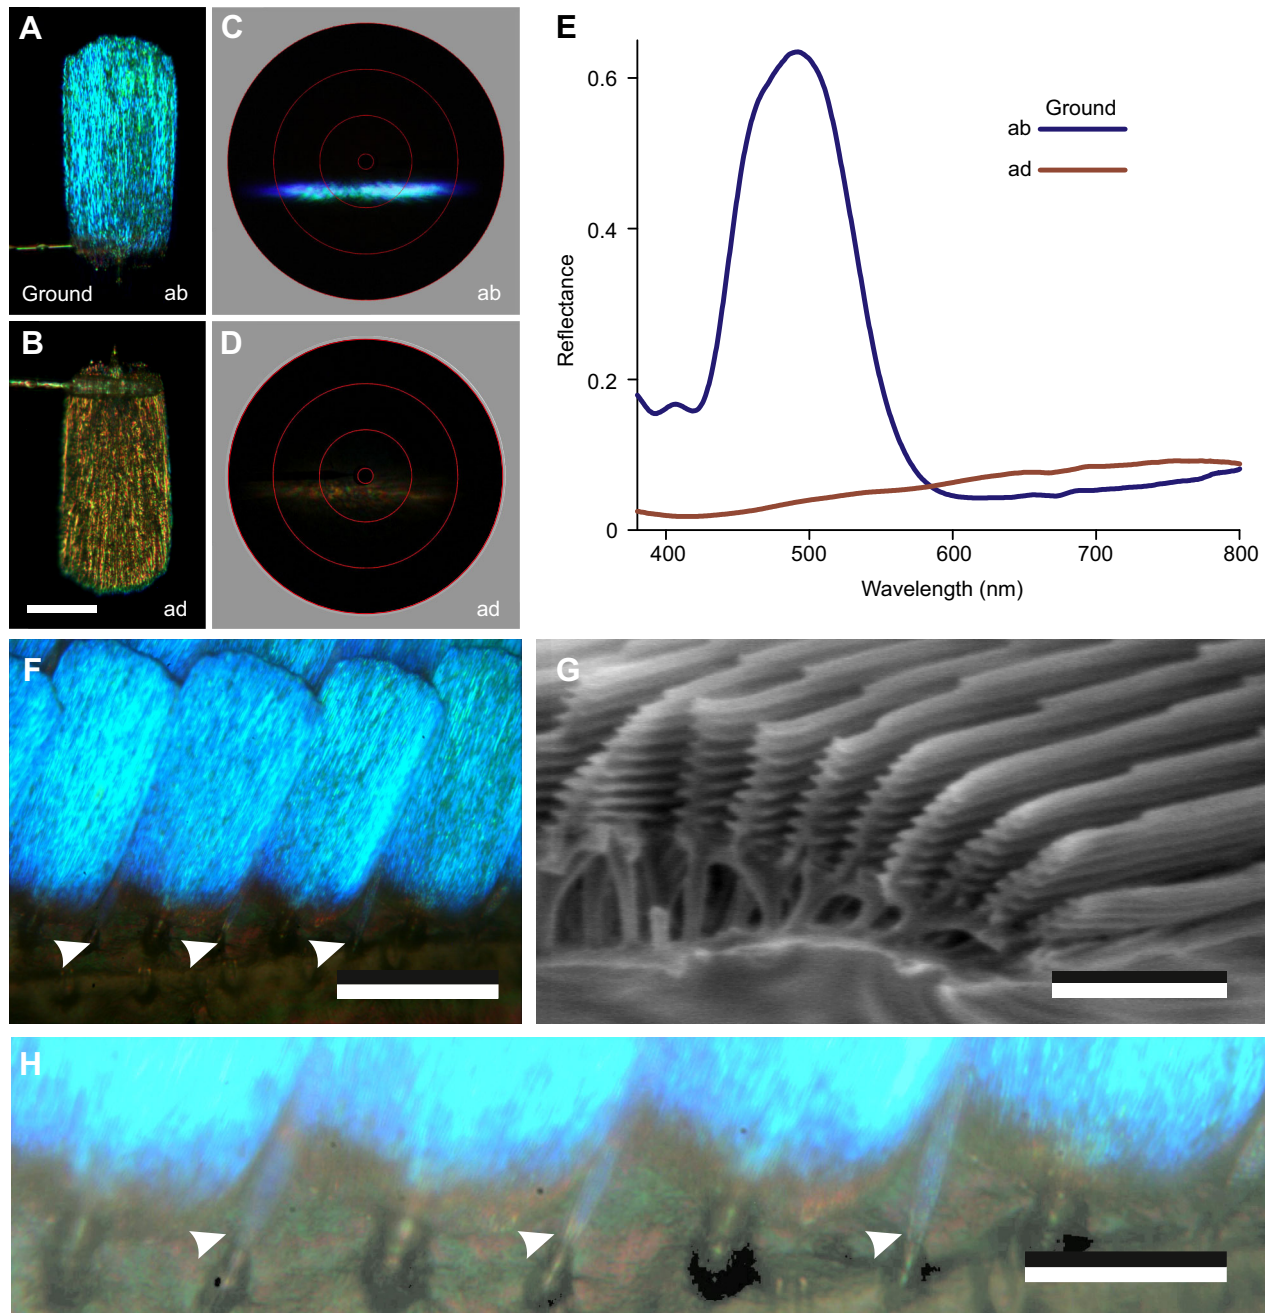 A
Ground ab
B
ad
C
ab
D
ad
E
Reflectance
0.6
0.4
0.2
0
400 500 600 700 800
Wavelength (nm)
Ground
ab
ad
F
G
H